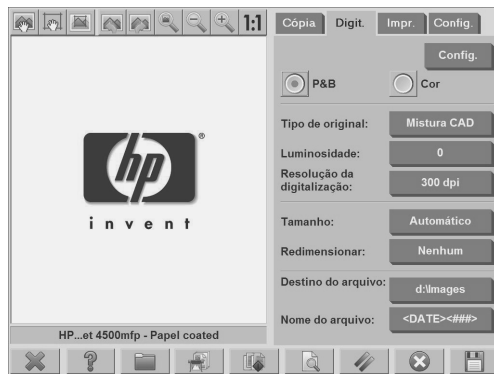 1:1
Cópia Digit. Impr. Config.
Config.
P&B Cor
Tipo de original: Mistura CAD
Luminosidade: 0
Resolução da
digitalização: 300 dpi
Tamanho: Automático
Redimensionar: Nenhum
Destino do arquivo: d:\Images
Nome do arquivo: <DATE><###>
hp ®
invent
HP...et 4500mfp - Papel coated